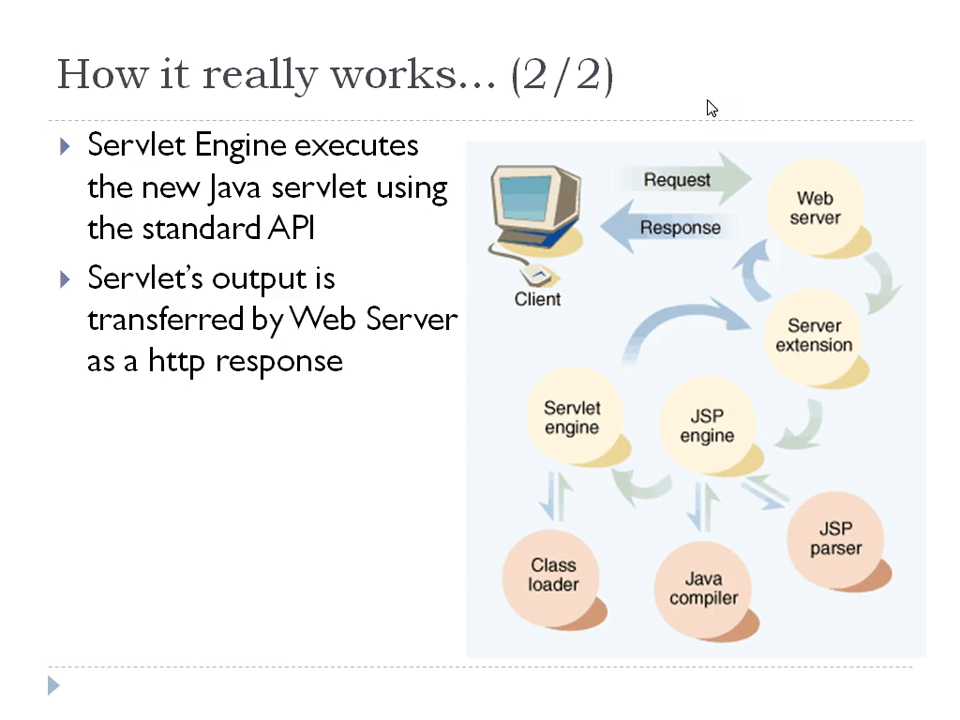 How it really works… (2/2)
Servlet Engine executes
the new Java servlet using
the standard API
Servlet’s output is
transferred by Web Server
as a http response
Request
Response
Client
Web
server
Server
extension
Servlet
engine
JSP
engine
Class
loader
Java
compiler
JSP
parser